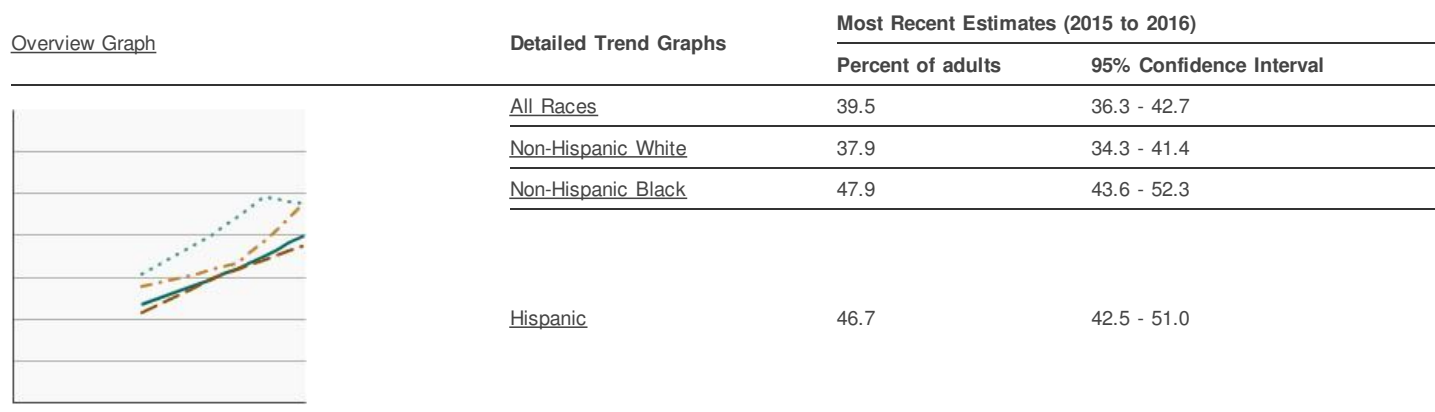 Overview Graph Detailed Trend Graphs Most Recent Estimates (2015 to 2016)
Percent of adults 95% Confidence Interval
All Races 39.5 36.3 - 42.7
Non-Hispanic White 37.9 34.3 - 41.4
Non-Hispanic Black 47.9 43.6 - 52.3
Hispanic 46.7 42.5 - 51.0